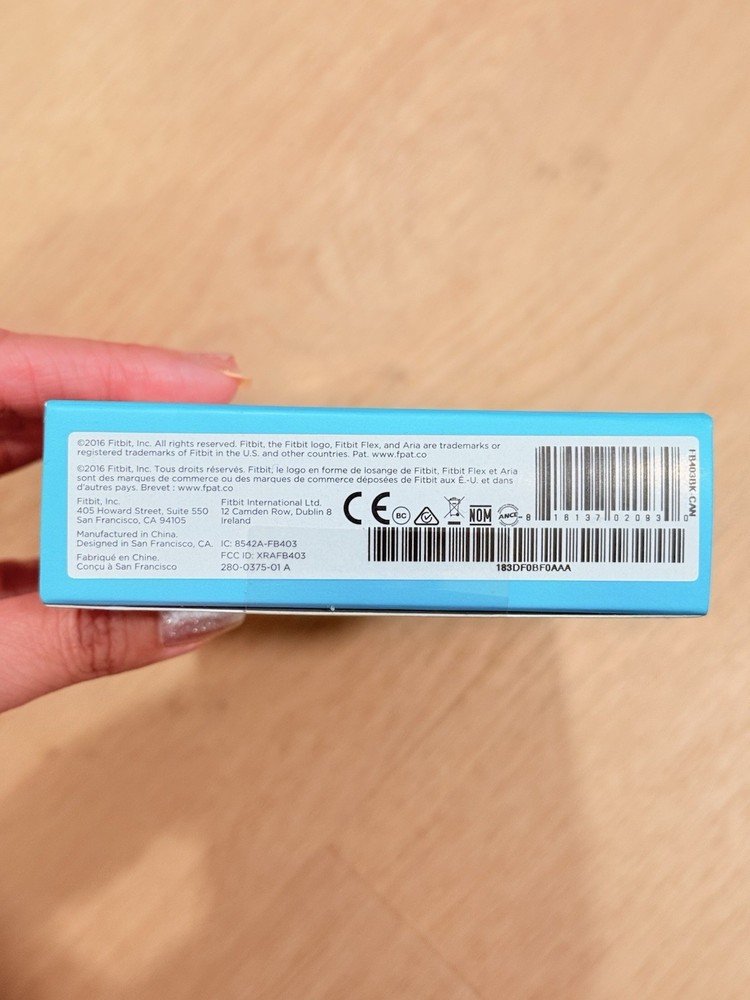 ©2016 Fitbit, Inc. All rights reserved. Fitbit, the Fitbit logo, Fitbit Flex, and Aria are trademarks or
registered trademarks of Fitbit in the U.S. and other countries. Pat. www.fpat.co
©2016 Fitbit, Inc. Tous droits réservés. Fitbit, le logo en forme de losange de Fitbit, Fitbit Flex et Aria
sont des marques de commerce ou des marques de commerce déposées de Fitbit aux É.-U. et dans
d'autres pays. Brevet : www.fpat.co
Fitbit, Inc.
405 Howard Street, Suite 550
San Francisco, CA 94105
Fitbit International Ltd.
12 Camden Row, Dublin 8
Ireland
Manufactured in China.
Designed in San Francisco, CA.
Fabriqué en Chine.
Conçu à San Francisco
IC: 8542A-FB403
FCC ID: XRAFB403
280-0375-01 A
CE
BC
NOM
ANCE
8 16137 02093 0
FB403BK-CAN
183DF0BF0AAA